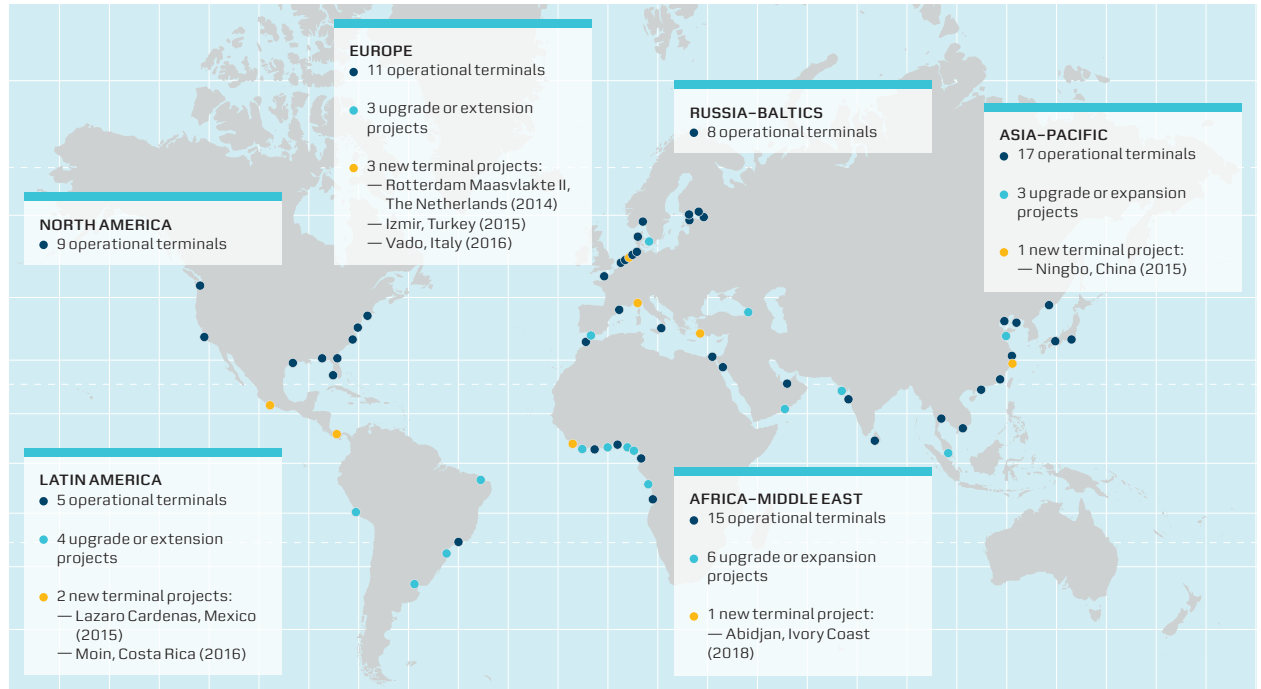 EUROPE
11 operational terminals
3 upgrade or extension
projects
3 new terminal projects:
— Rotterdam Maasvlakte II,
The Netherlands (2014)
— Izmir, Turkey (2015)
— Vado, Italy (2016)
RUSSIA–BALTICS
8 operational terminals
ASIA–PACIFIC
17 operational terminals
3 upgrade or expansion
projects
1 new terminal project:
— Ningbo, China (2015)
NORTH AMERICA
9 operational terminals
LATIN AMERICA
5 operational terminals
4 upgrade or extension
projects
2 new terminal projects:
— Lazaro Cardenas, Mexico
(2015)
— Moin, Costa Rica (2016)
AFRICA–MIDDLE EAST
15 operational terminals
6 upgrade or expansion
projects
1 new terminal project:
— Abidjan, Ivory Coast
(2018)